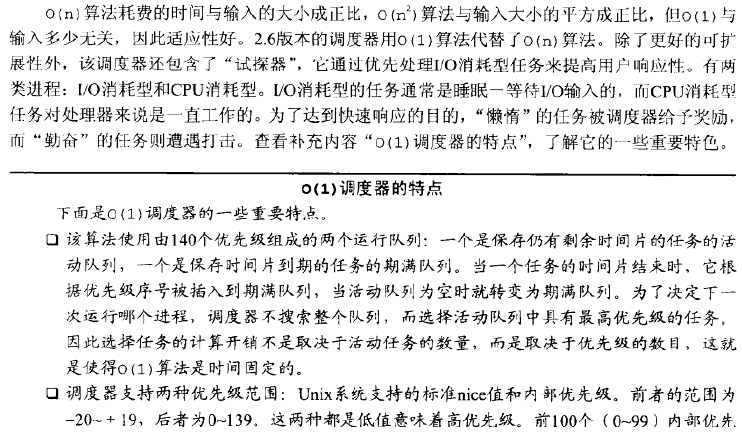 O(n)算法耗费的时间与输入的大小成正比，O(n²)算法与输入大小的平方成正比，但O(1)与
输入多少无关，因此适应性好。2.6版本的调度器用O(1)算法代替了O(n)算法。除了更好的可扩
展性外，该调度器还包含了“试探器”，它通过优先处理I/O消耗型任务来提高用户响应性。有两
类进程：I/O消耗型和CPU消耗型。I/O消耗型的任务通常是睡眠－等待I/O输入的，而CPU消耗型
任务对处理器来说是一直工作的。为了达到快速响应的目的，“懒惰”的任务被调度器给予奖励，
而“勤奋”的任务则遭遇打击。查看补充内容“O(1)调度器的特点”，了解它的一些重要特色。
O(1)调度器的特点
下面是O(1)调度器的一些重要特点。
❑ 该算法使用由140个优先级组成的两个运行队列：一个是保存仍有剩余时间片的任务的活
动队列，一个是保存时间片到期的任务的期满队列。当一个任务的时间片结束时，它根
据优先级序号被插入到期满队列，当活动队列为空时就转变为期满队列。为了决定下一
次运行哪个进程，调度器不搜索整个队列，而选择活动队列中具有最高优先级的任务。
因此选择任务的计算开销不是取决于活动任务的数量，而是取决于优先级的数目，这就
是使得O(1)算法是时间固定的。
❑ 调度器支持两种优先级范围：Unix系统支持的标准nice值和内部优先级。前者的范围为
-20~+19，后者为0~139。这两种都是低值意味着高优先级。前100个（0~99）内部优先